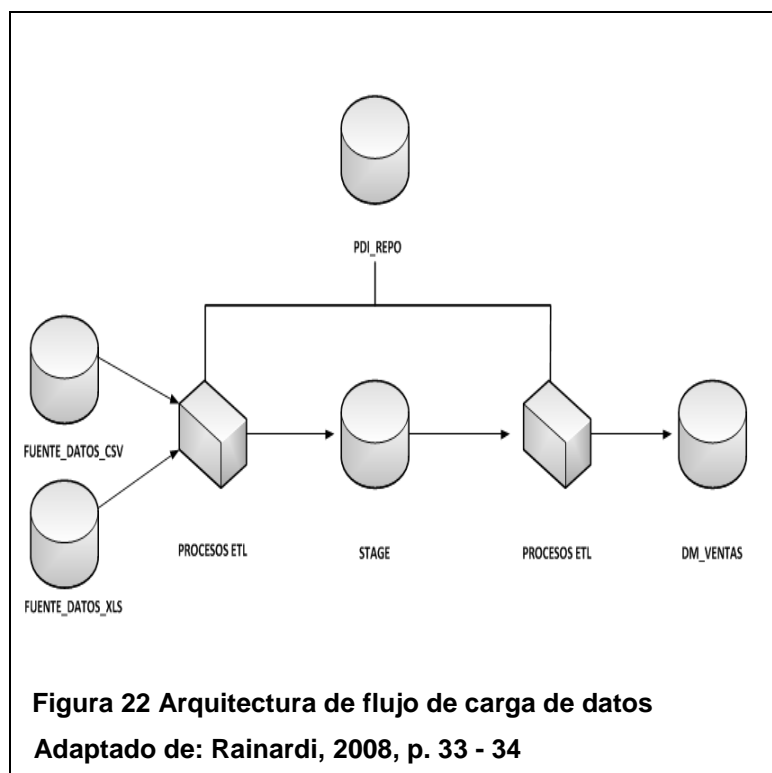 PDI_REPO
FUENTE_DATOS_CSV
FUENTE_DATOS_XLS
PROCESOS ETL
STAGE
PROCESOS ETL
DM_VENTAS
Figura 22 Arquitectura de flujo de carga de datos
Adaptado de: Rainardi, 2008, p. 33 - 34